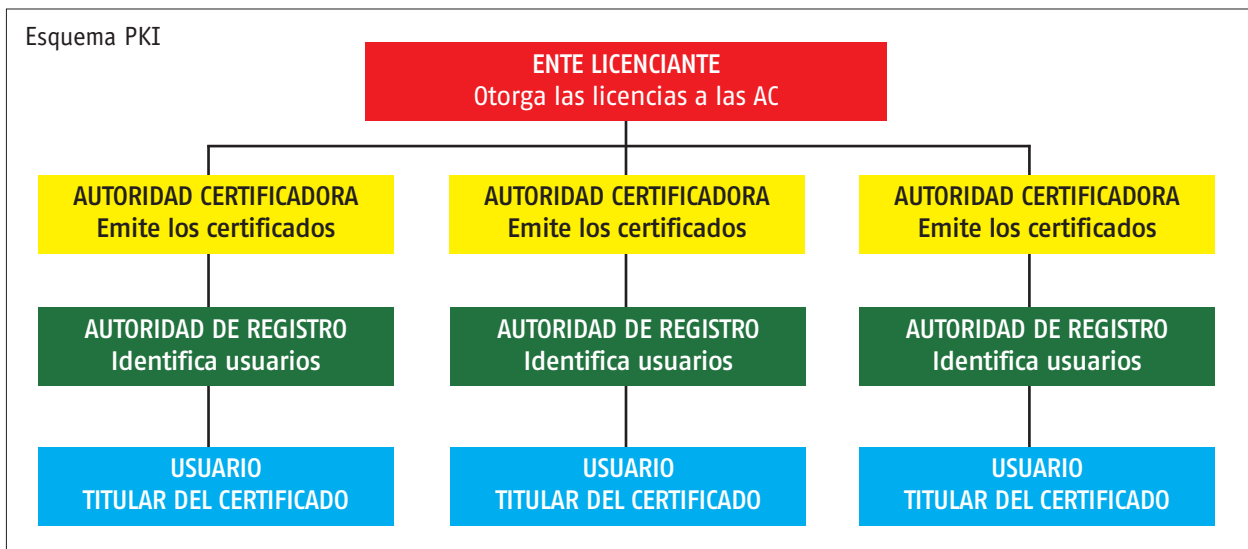 Esquema PKI
ENTE LICENCIANTE
Otorga las licencias a las AC
AUTORIDAD CERTIFICADORA
Emite los certificados
AUTORIDAD CERTIFICADORA
Emite los certificados
AUTORIDAD CERTIFICADORA
Emite los certificados
AUTORIDAD DE REGISTRO
Identifica usuarios
AUTORIDAD DE REGISTRO
Identifica usuarios
AUTORIDAD DE REGISTRO
Identifica usuarios
USUARIO
TITULAR DEL CERTIFICADO
USUARIO
TITULAR DEL CERTIFICADO
USUARIO
TITULAR DEL CERTIFICADO